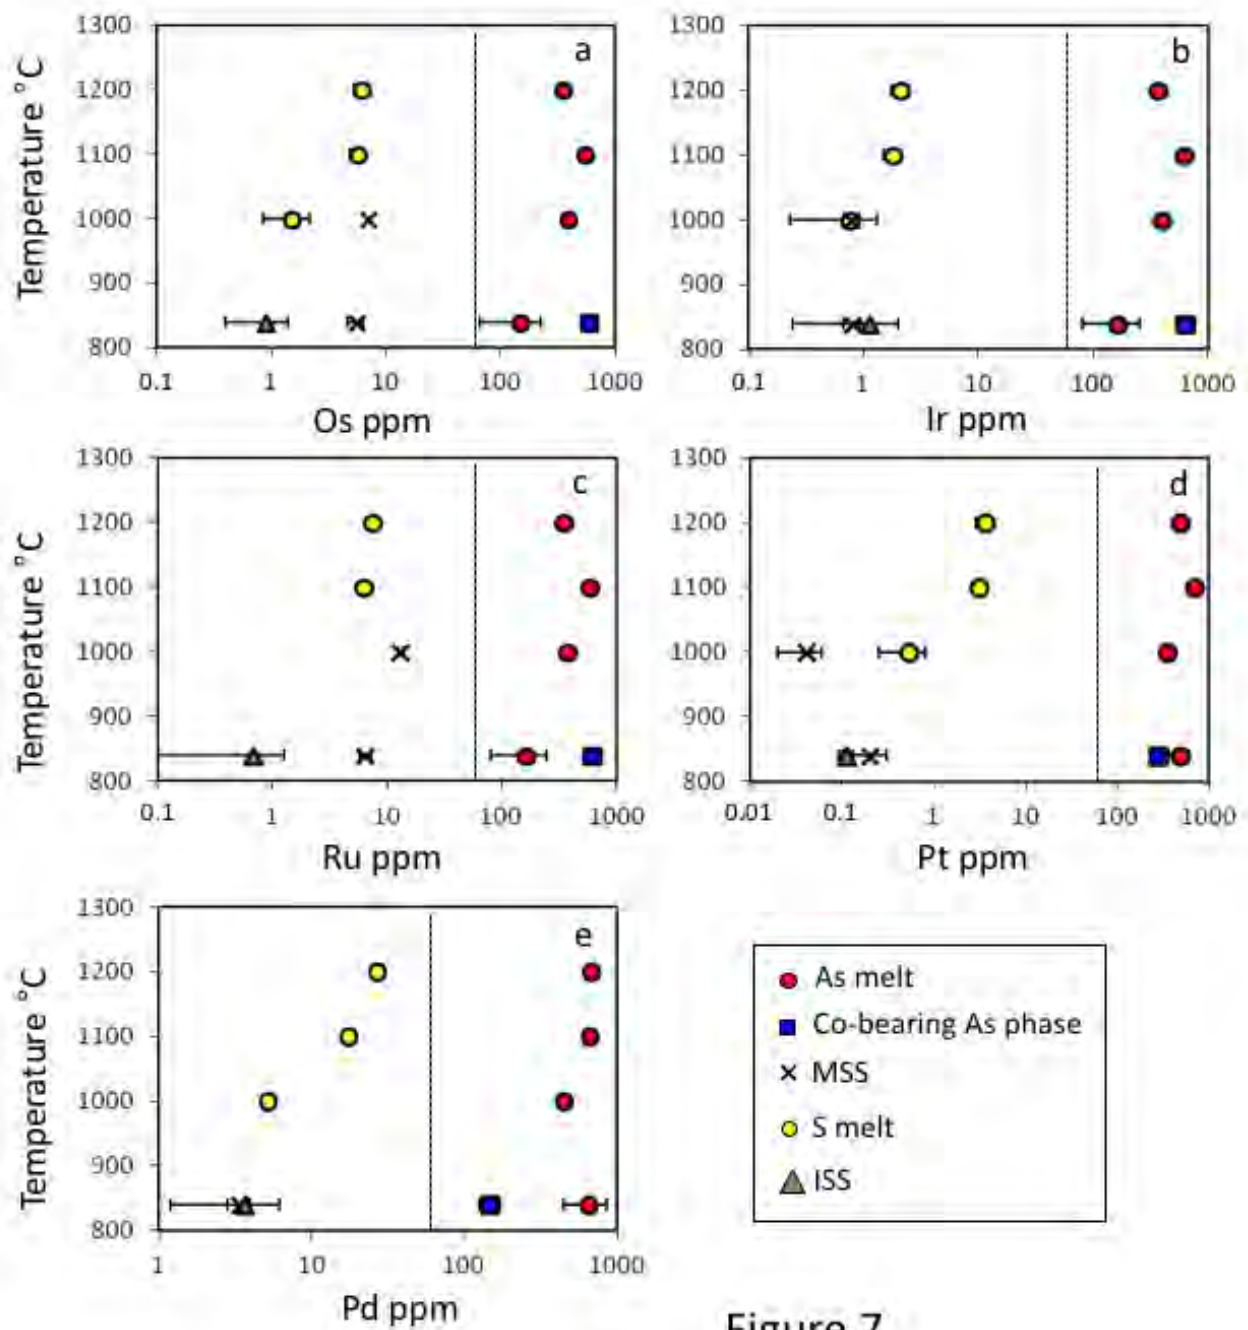 1300 1200 1100 1000 900 800
Temperature °C
a
0.1 1 10 100 1000
Os ppm
1300 1200 1100 1000 900 800
b
0.1 1 10 100 1000
Ir ppm
1300 1200 1100 1000 900 800
Temperature °C
c
0.1 1 10 100 1000
Ru ppm
1300 1200 1100 1000 900 800
d
0.01 0.1 1 10 100 1000
Pt ppm
1300 1200 1100 1000 900 800
Temperature °C
e
1 10 100 1000
Pd ppm
As melt
Co-bearing As phase
MSS
S melt
ISS
Figure 7